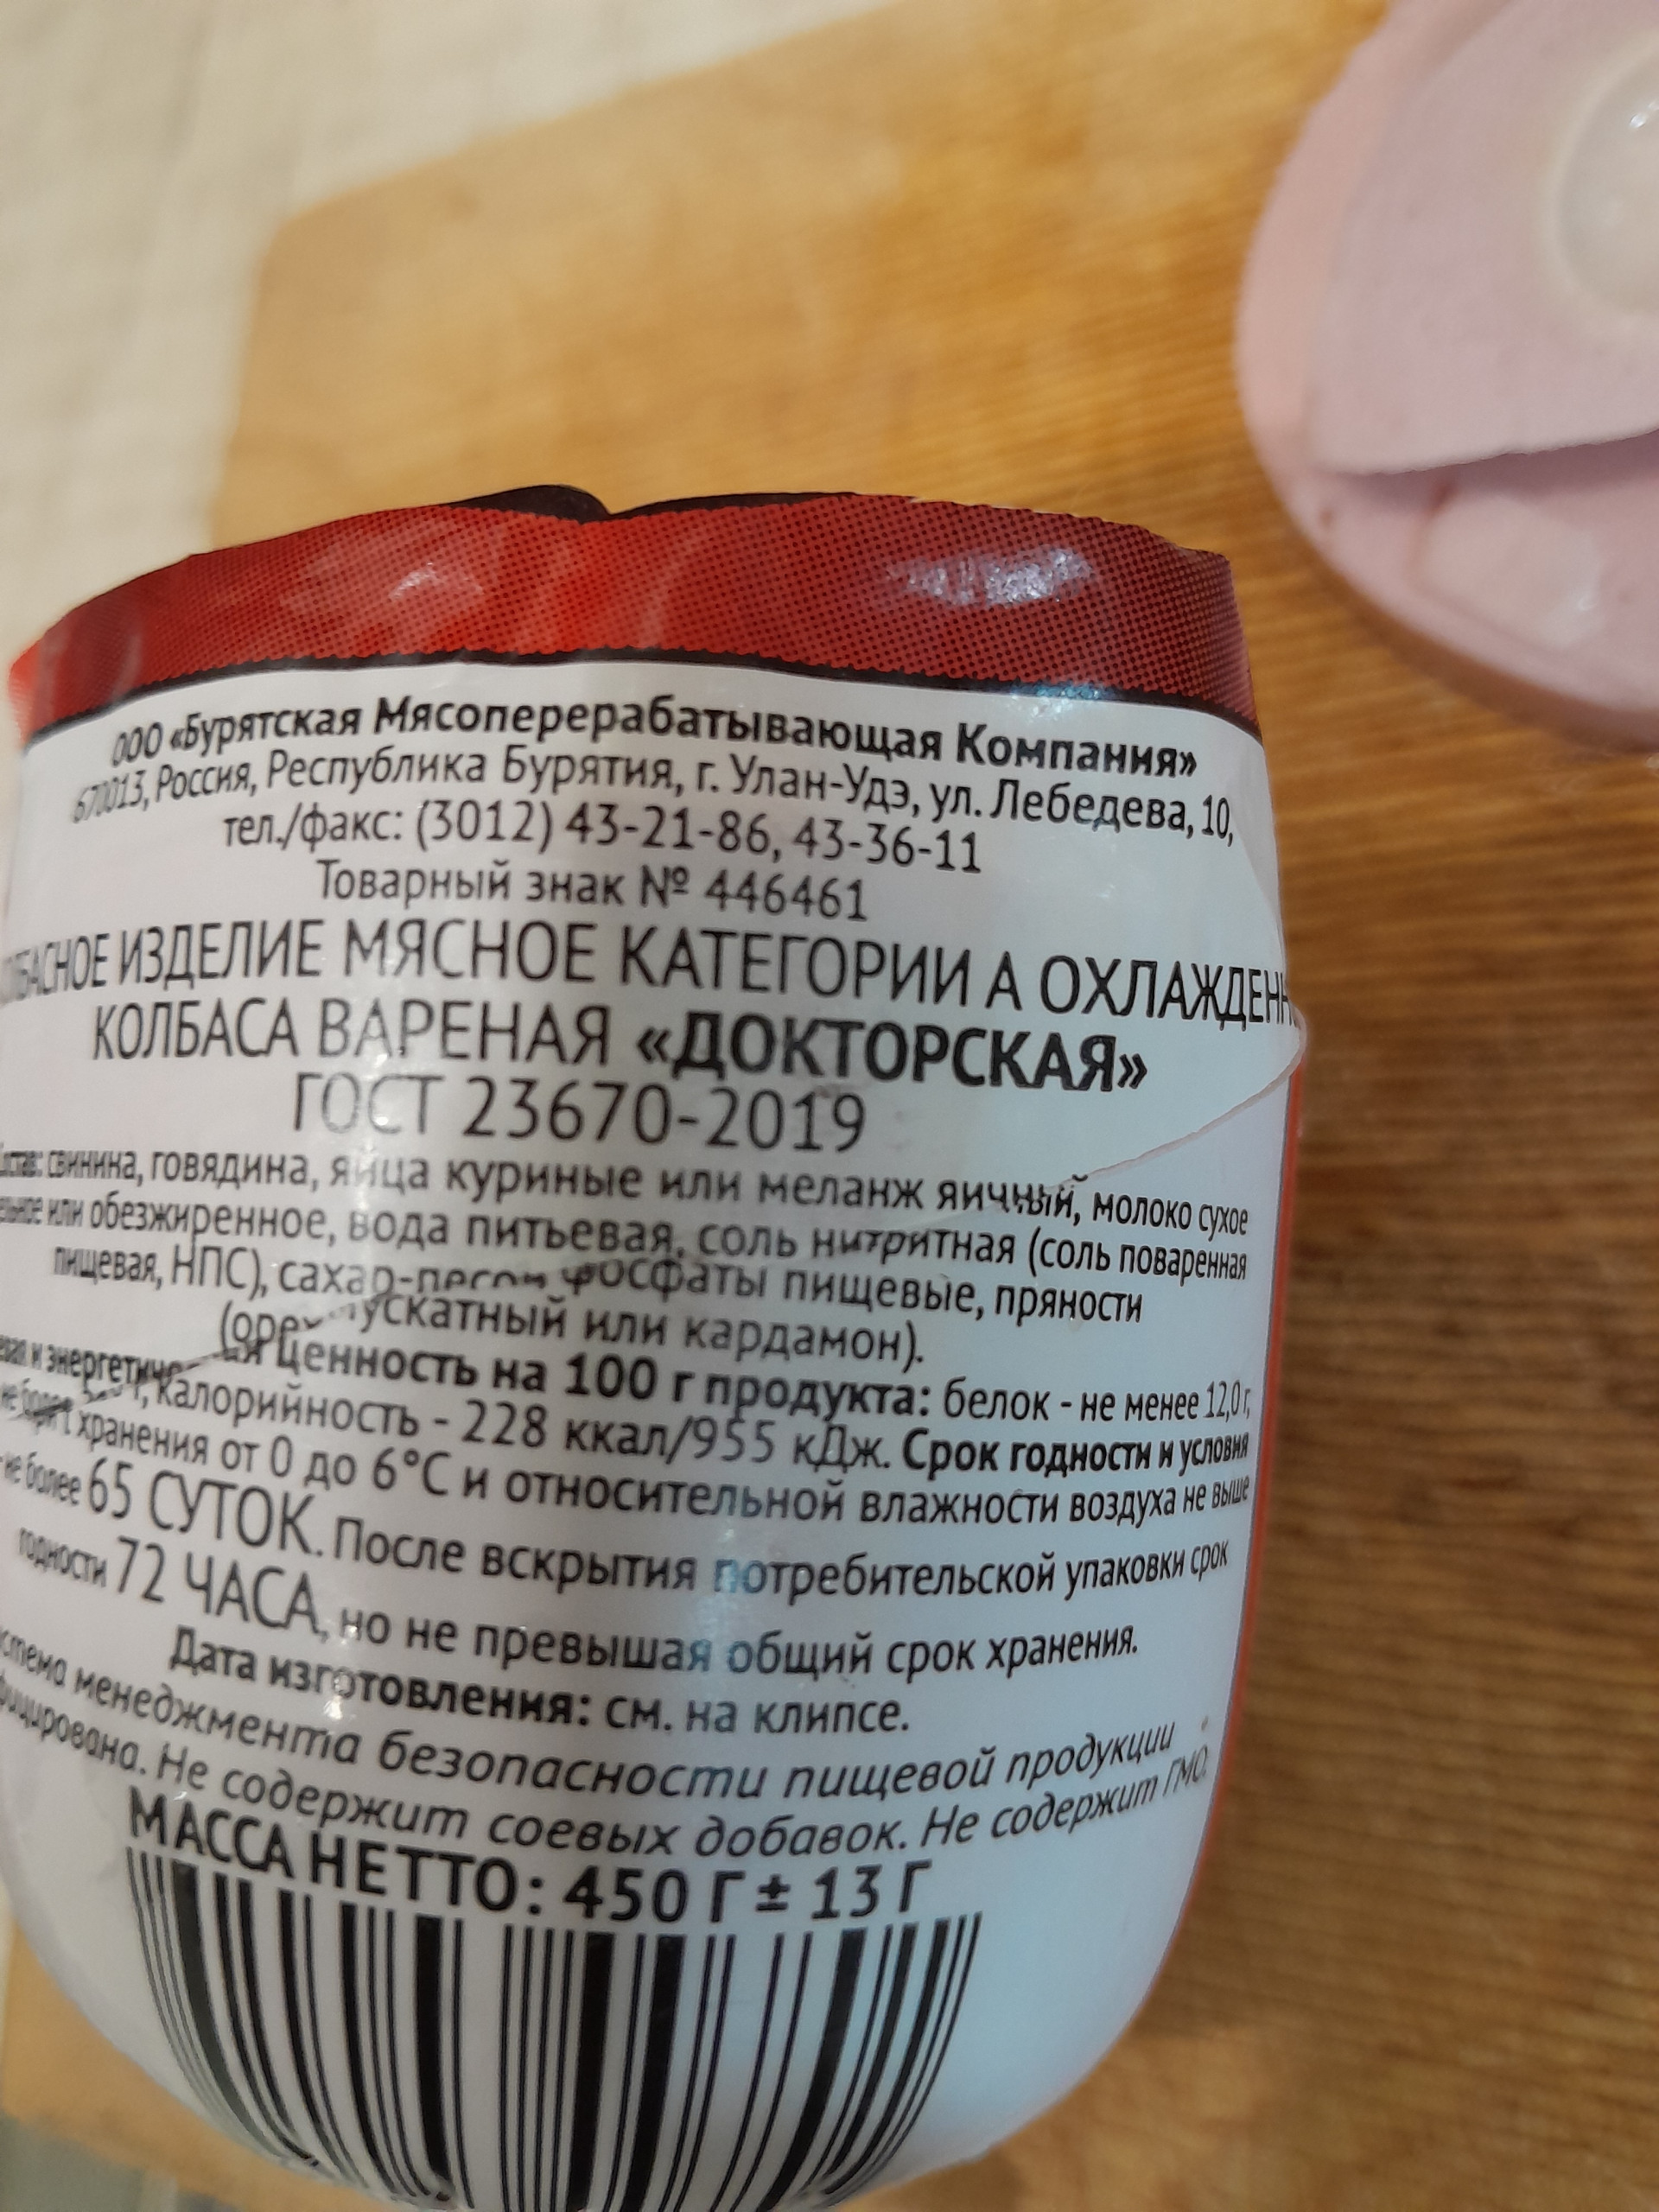 ООО «Бурятская Мясоперерабатывающая Компания»
670013, Россия, Республика Бурятия, г. Улан-Удэ, ул. Лебедева, 10,
тел./факс: (3012) 43-21-86, 43-36-11
Товарный знак № 446461
ИЗДЕЛИЕ МЯСНОЕ КАТЕГОРИИ А
КОЛБАСА ВАРЕНАЯ «ДОКТОРСКАЯ»
ГОСТ 23670-2019
свинина, говядина, яйца куриные или меланж яичный, молоко сухое
или обезжиренное, вода питьевая, соль нитритная (соль поваренная
пищевая, НПС), сахар-песок, фосфаты пищевые, пряности
(орех мускатный или кардамон).
и ценность на 100 г продукта: белок - не менее 12,0 г,
калорийность - 228 ккал/955 кДж. Срок годности и условия
хранения от 0 до 6°С и относительной влажности воздуха не выше
не более 65 СУТОК. После вскрытия потребительской упаковки срок
годности 72 ЧАСА, но не превышая общий срок хранения.
Дата изготовления: см. на клипсе.
менеджмента безопасности пищевой продукции
Не содержит соевых добавок. Не содержит ГМО.
МАССА НЕТТО: 450 Г ± 13 Г